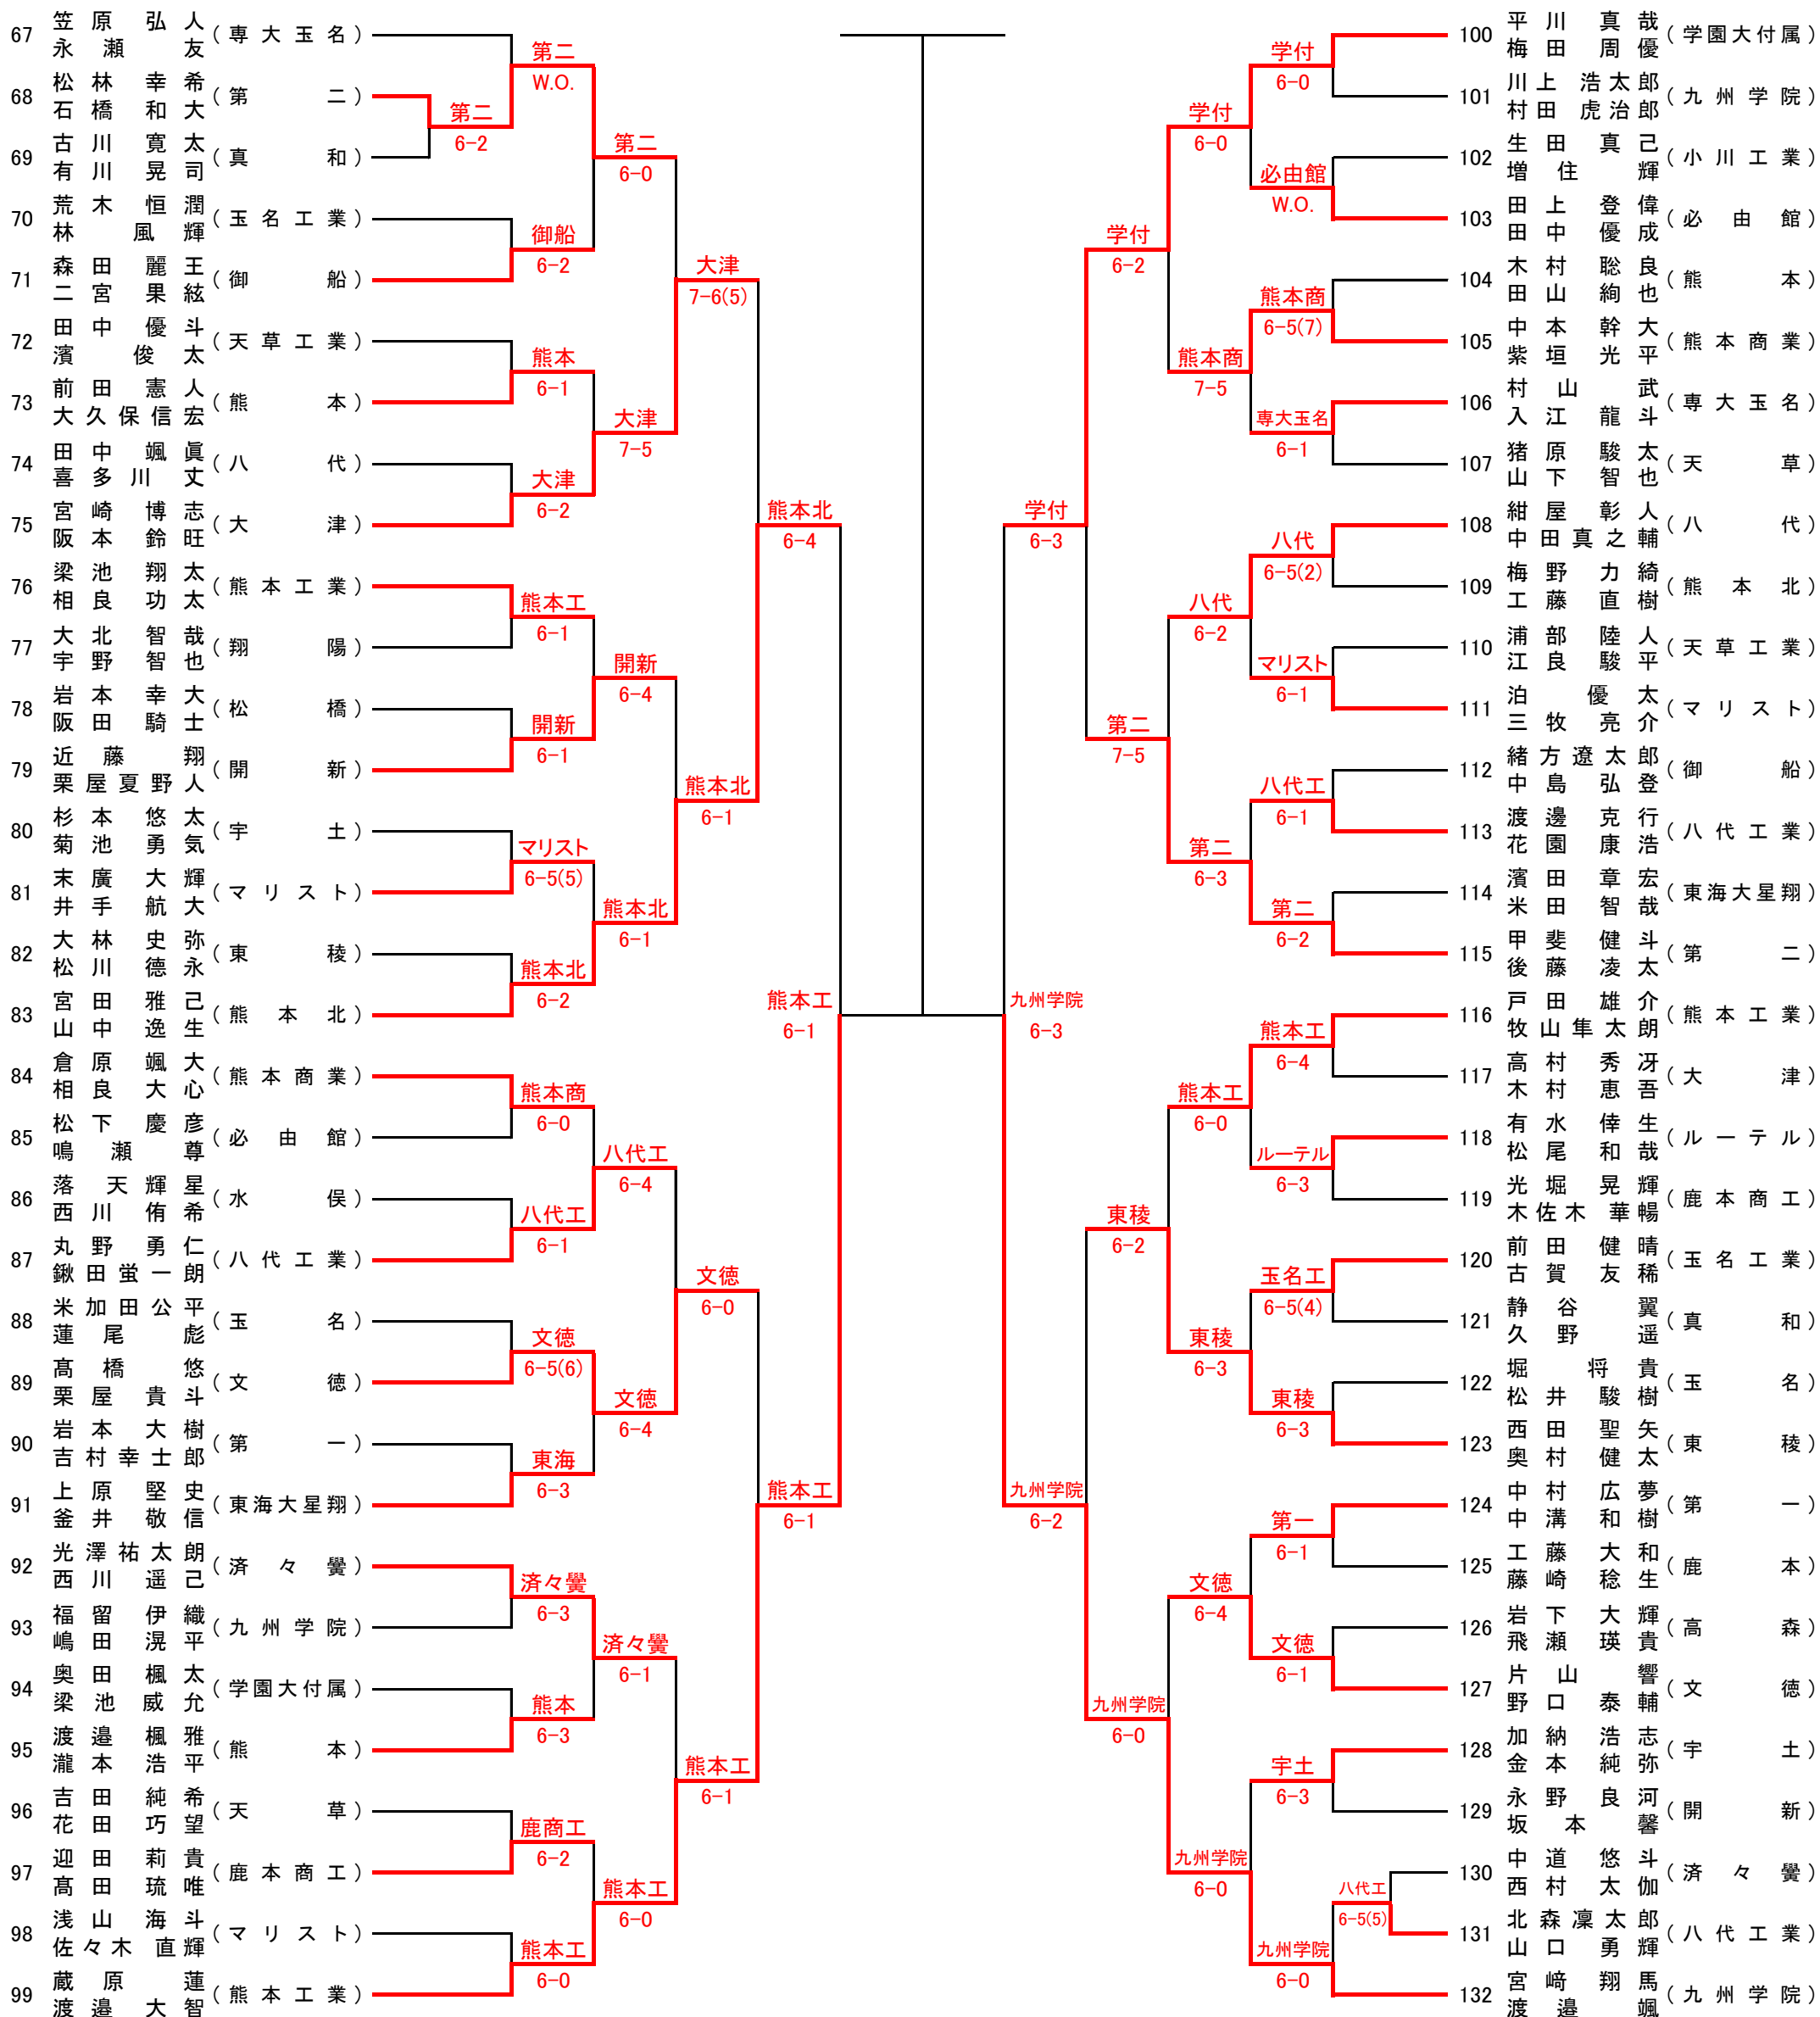 67 笠原弘人 永瀬友 (専大玉名)
68 松林幸希 石橋和大 (第二)
69 古川寛太 有川晃司 (真和)
70 荒木恒潤 林風輝 (玉名工業)
71 森田麗王 二宮果絃 (御船)
72 田中優斗 濱俊太 (天草工業)
73 前田憲人 大久保信宏 (熊本)
74 田中颯眞 喜多川丈 (八代)
75 宮崎博志 阪本鈴旺 (大津)
76 梁池翔太 相良功太 (熊本工業)
77 大北智哉 宇野智也 (翔陽)
78 岩本幸大 阪田騎士 (松橋)
79 近藤翔 栗屋夏野人 (開新)
80 杉本悠太 菊池勇気 (宇土)
81 末廣大輝 井手航大 (マリスト)
82 大林史弥 松川德永 (東稜)
83 宮田雅己 山中逸生 (熊本北)
84 倉原颯大 相良大心 (熊本商業)
85 松下慶彦 鳴瀬尊 (必由館)
86 落天輝星 西川侑希 (水俣)
87 丸野勇仁 鍬田蛍一朗 (八代工業)
88 米加田公平 蓮尾彪 (玉名)
89 髙橋悠 栗屋貴斗 (文徳)
90 岩本大樹 吉村幸士郎 (第一)
91 上原堅史 釜井敬信 (東海大星翔)
92 光澤祐太朗 西川遥己 (済々黌)
93 福留伊織 嶋田滉平 (九州学院)
94 奥田楓太 梁池威允 (学園大付属)
95 渡邉楓雅 瀧本浩平 (熊本)
96 吉田純希 花田巧望 (天草)
97 迎田莉貴 髙田琉唯 (鹿本商工)
98 浅山海斗 佐々木直輝 (マリスト)
99 蔵原蓮 渡邉大智 (熊本工業)
第二
W.O.
第二
6-2
第二
6-0
御船
6-2
大津
7-6(5)
熊本
6-1
大津
7-5
大津
6-2
熊本北
6-4
熊本工
6-1
開新
6-4
開新
6-1
熊本北
6-1
マリスト
6-5(5)
熊本北
6-1
熊本北
6-2
熊本工
6-1
熊本商
6-0
八代工
6-4
八代工
6-1
文徳
6-0
文徳
6-5(6)
文徳
6-4
東海
6-3
熊本工
6-1
済々黌
6-3
済々黌
6-1
熊本
6-3
熊本工
6-1
鹿商工
6-2
熊本工
6-0
熊本工
6-0
学付
6-0
学付
6-0
必由館
W.O.
学付
6-2
熊本商
6-5(7)
熊本商
7-5
専大玉名
6-1
学付
6-3
八代
6-5(2)
八代
6-2
マリスト
6-1
第二
7-5
八代工
6-1
第二
6-3
第二
6-2
九州学院
6-3
熊本工
6-4
熊本工
6-0
ルーテル
6-3
東稜
6-2
玉名工
6-5(4)
東稜
6-3
東稜
6-3
九州学院
6-2
第一
6-1
文徳
6-4
文徳
6-1
九州学院
6-0
宇土
6-3
九州学院
6-0
八代工
6-5(5)
九州学院
6-0
100 平川真哉 梅田周優 (学園大付属)
101 川上浩太郎 村田虎治郎 (九州学院)
102 生田真己 増住輝 (小川工業)
103 田上登偉 田中優成 (必由館)
104 木村聡良 田山絢也 (熊本)
105 中本幹大 紫垣光平 (熊本商業)
106 村山武 入江龍斗 (専大玉名)
107 猪原駿太 山下智也 (天草)
108 紺屋彰人 中田真之輔 (八代)
109 梅野力綺 工藤直樹 (熊本北)
110 浦部陸人 江良駿平 (天草工業)
111 泊優太 三牧亮介 (マリスト)
112 緒方遼太郎 中島弘登 (御船)
113 渡邊克行 花園康浩 (八代工業)
114 濱田章宏 米田智哉 (東海大星翔)
115 甲斐健斗 後藤凌太 (第二)
116 戸田雄介 牧山隼太朗 (熊本工業)
117 高村秀冴 木村恵吾 (大津)
118 有水倖生 松尾和哉 (ルーテル)
119 光堀晃輝 木佐木華暢 (鹿本商工)
120 前田健晴 古賀友稀 (玉名工業)
121 静谷翼 久野遥 (真和)
122 堀将貴 松井駿樹 (玉名)
123 西田聖矢 奥村健太 (東稜)
124 中村広夢 中溝和樹 (第一)
125 工藤大和 藤崎稔生 (鹿本)
126 岩下大輝 飛瀬瑛貴 (高森)
127 片山響 野口泰輔 (文徳)
128 加納浩志 金本純弥 (宇土)
129 永野良河 坂本馨 (開新)
130 中道悠斗 西村太伽 (済々黌)
131 北森凜太郎 山口勇輝 (八代工業)
132 宮﨑翔馬 渡邉颯 (九州学院)